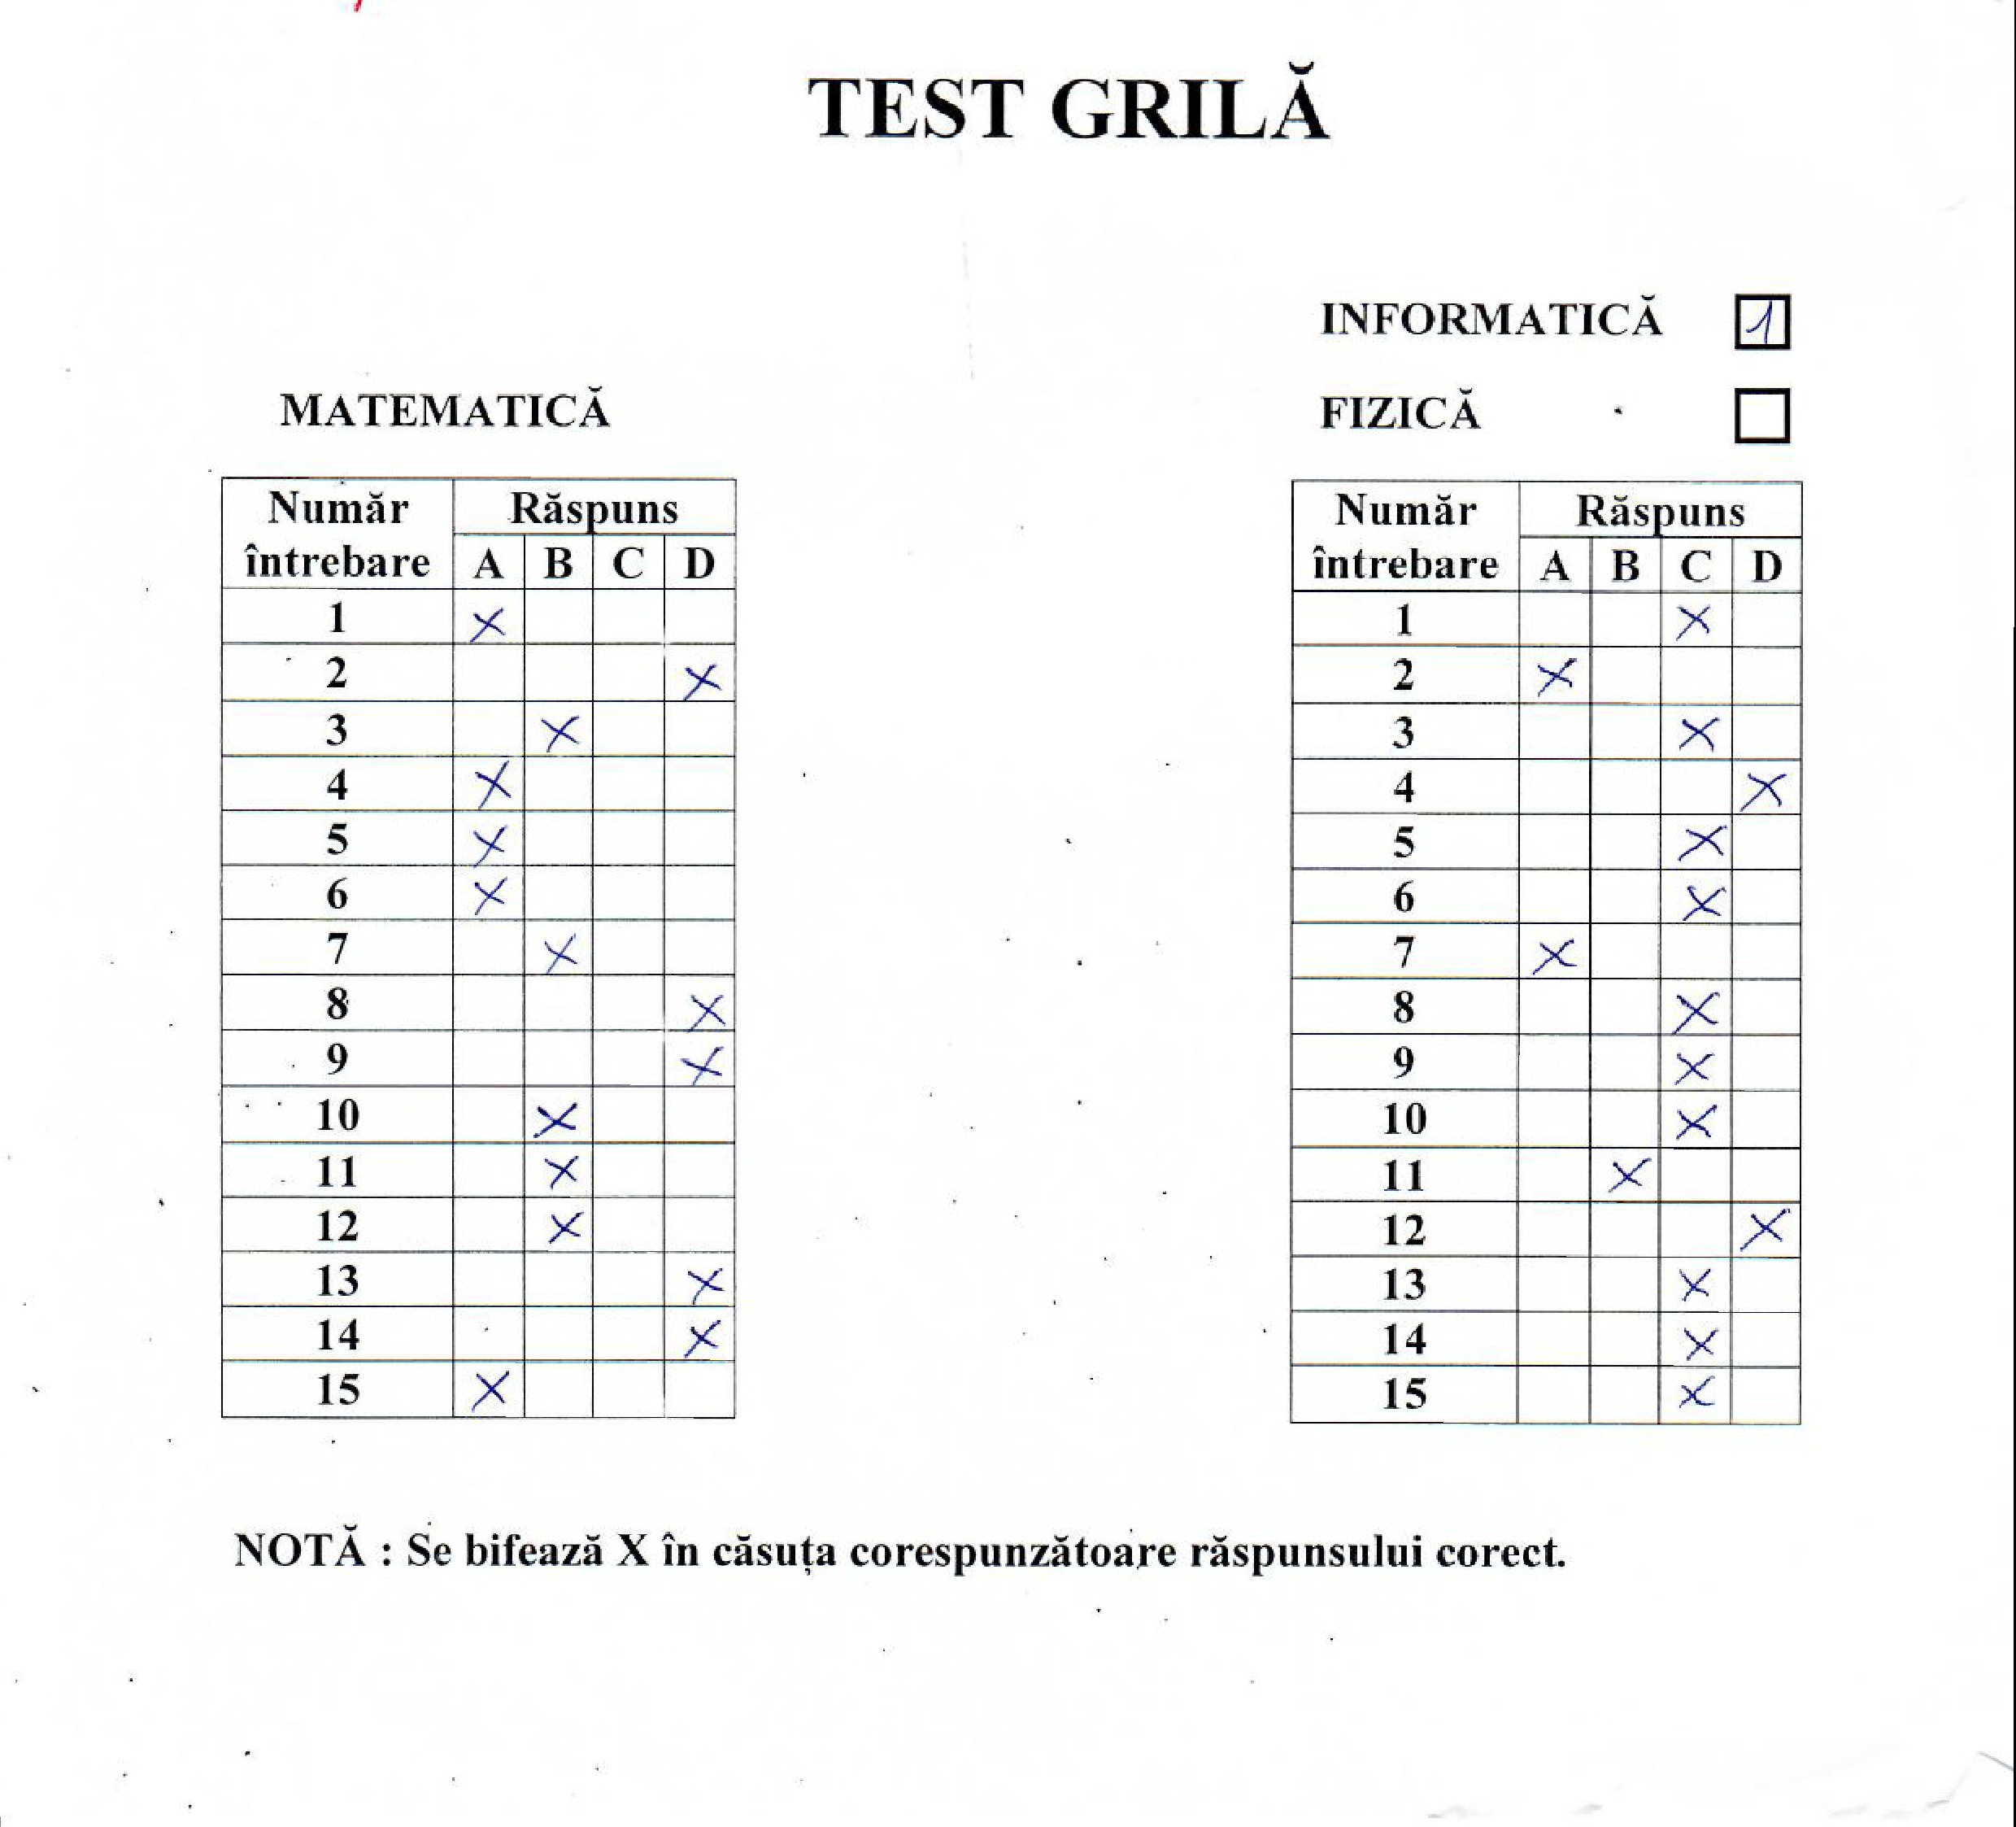 TEST GRILĂ
INFORMATICĂ 1
FIZICĂ
MATEMATICĂ
Număr întrebare Răspuns
A B C D
1 X
2 X
3 X
4 X
5 X
6 X
7 X
8 X
9 X
10 X
11 X
12 X
13 X
14 X
15 X
Număr întrebare Răspuns
A B C D
1 X
2 X
3 X
4 X
5 X
6 X
7 X
8 X
9 X
10 X
11 X
12 X
13 X
14 X
15 X
NOTĂ : Se bifează X în căsuța corespunzătoare răspunsului corect.